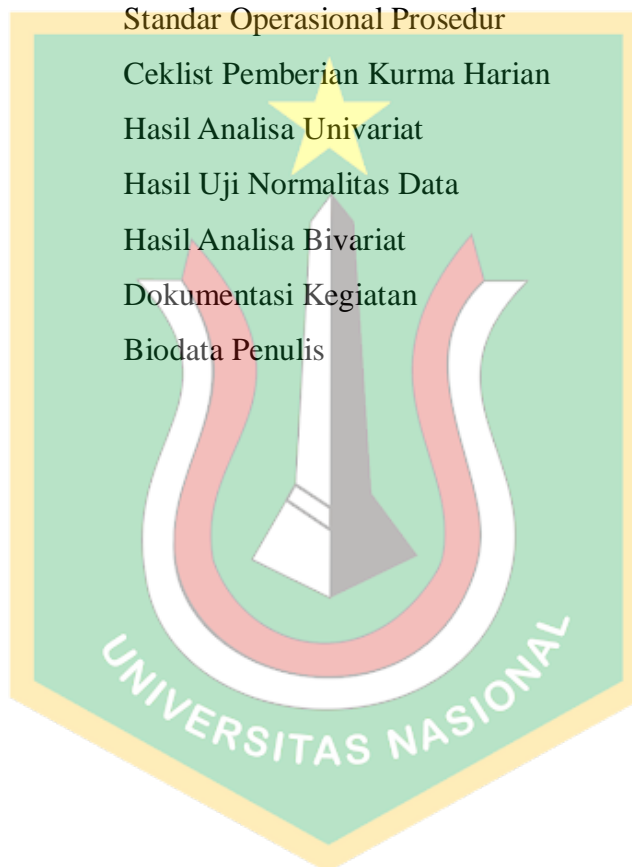 Standar Operasional Prosedur
Ceklist Pemberian Kurma Harian
Hasil Analisa Univariat
Hasil Uji Normalitas Data
Hasil Analisa Bivariat
Dokumentasi Kegiatan
Biodata Penulis
UNIVERSITAS NASIONAL